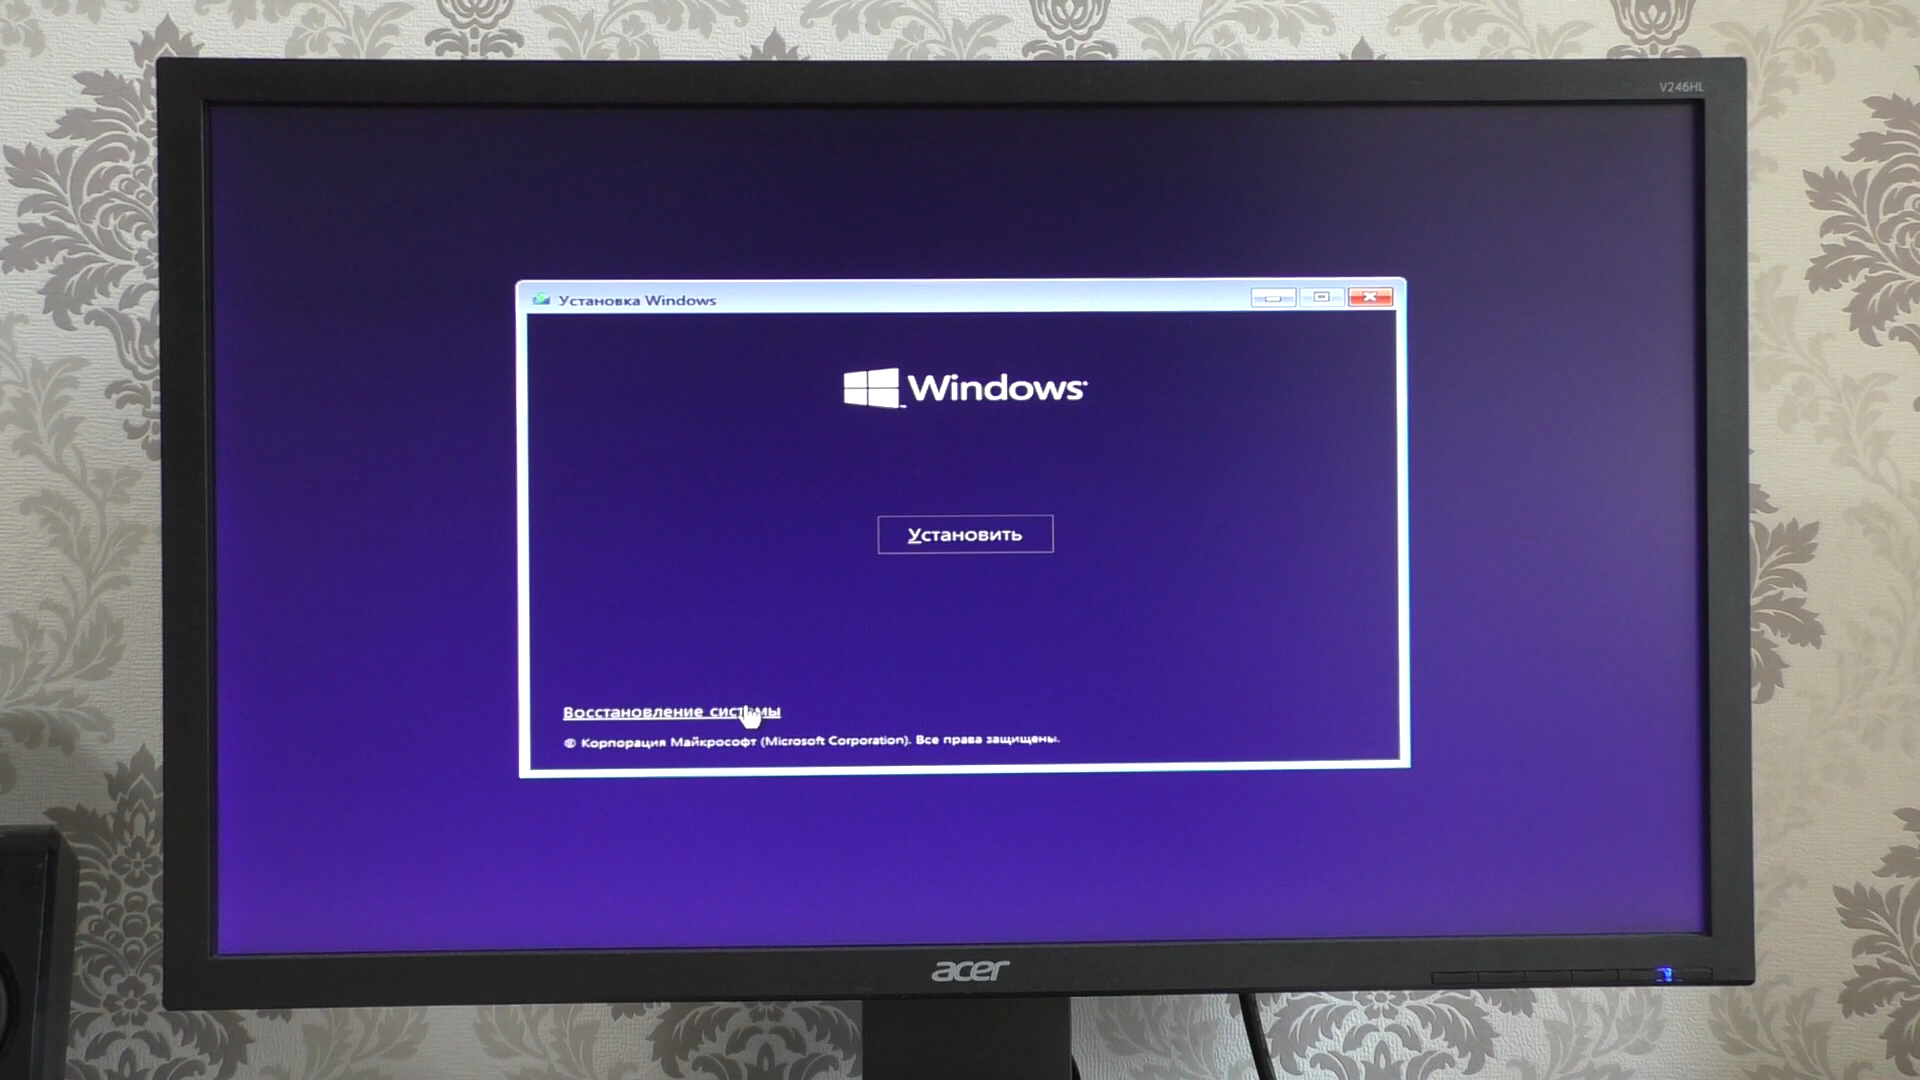 V246HL
Установка Windows
Windows
Установить
Восстановление системы
© Корпорация Майкрософт (Microsoft Corporation). Все права защищены.
acer